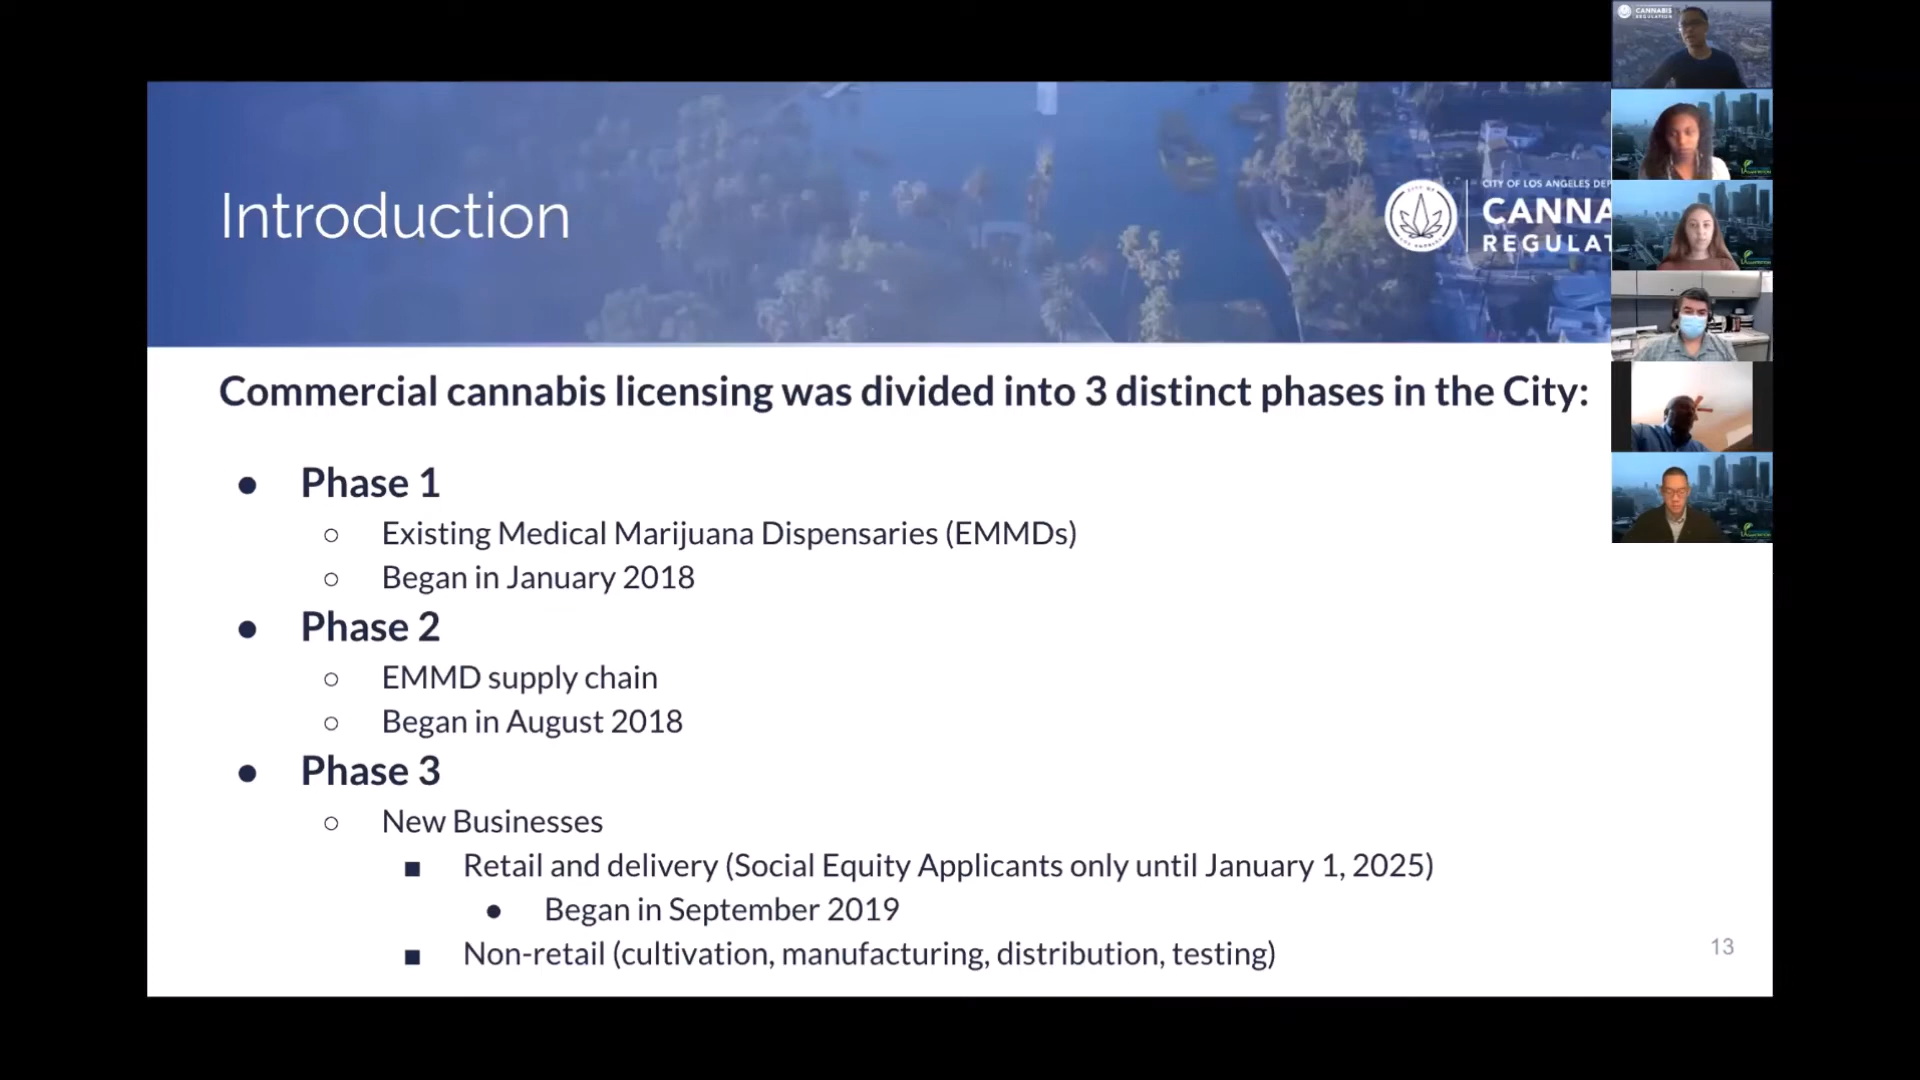 CANNABIS
REGULATION
Introduction
CITY OF LOS ANGELES DEP
CANNA
REGULAT
Commercial cannabis licensing was divided into 3 distinct phases in the City:
● Phase 1
○ Existing Medical Marijuana Dispensaries (EMMDs)
○ Began in January 2018
● Phase 2
○ EMMD supply chain
○ Began in August 2018
● Phase 3
○ New Businesses
■ Retail and delivery (Social Equity Applicants only until January 1, 2025)
● Began in September 2019
■ Non-retail (cultivation, manufacturing, distribution, testing)
13